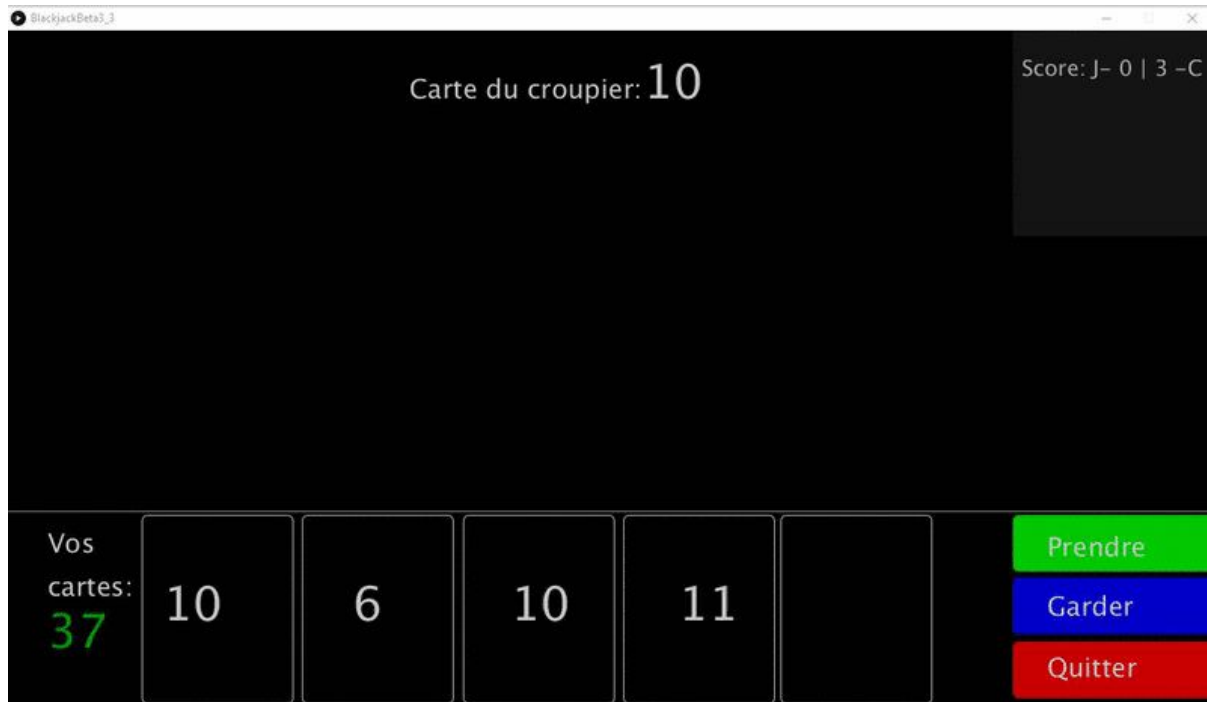 BlackjackBeta3_3
Carte du croupier: 10
Score: J- 0 | 3 -C
Vos
cartes:
37
10
6
10
11
Prendre
Garder
Quitter